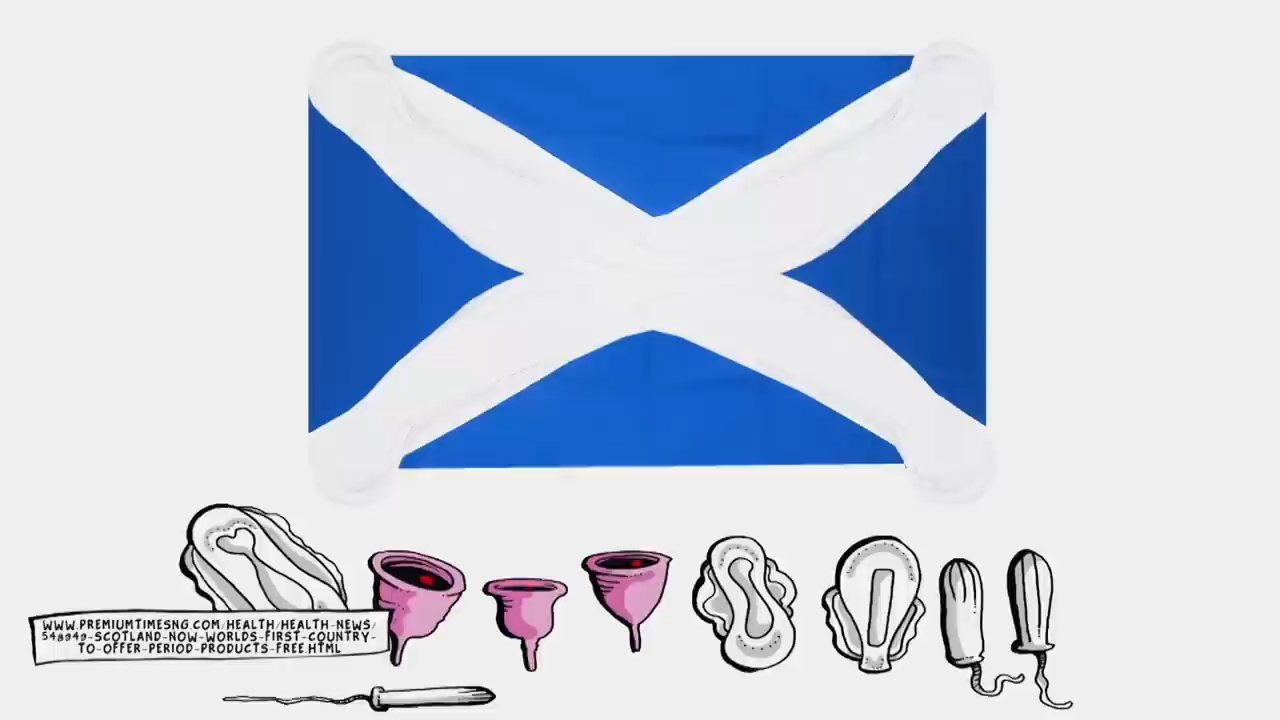 WWW.PREMIUMTIMESNG.COM/HEALTH/HEALTH-NEWS/
548949-SCOTLAND-NOW-WORLDS-FIRST-COUNTRY-
TO-OFFER-PERIOD-PRODUCTS-FREE.HTML